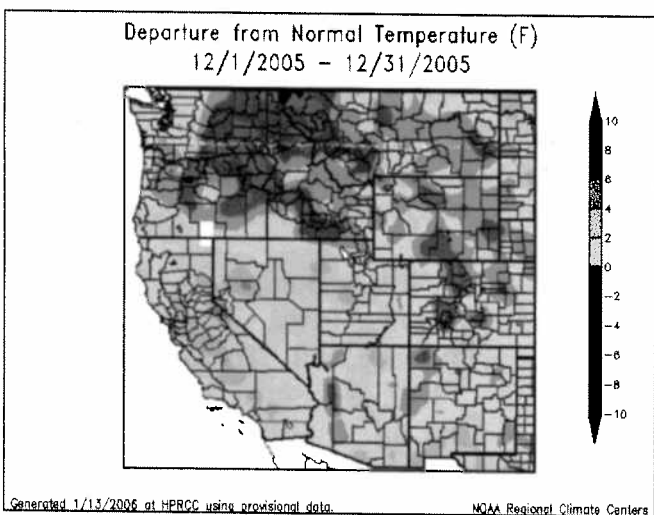 Departure from Normal Temperature (F)
12/1/2005 – 12/31/2005
10
8
6
4
2
0
-2
-4
-6
-8
-10
Generated 1/13/2006 at HPRCC using provisional data.
NOAA Regional Climate Centers